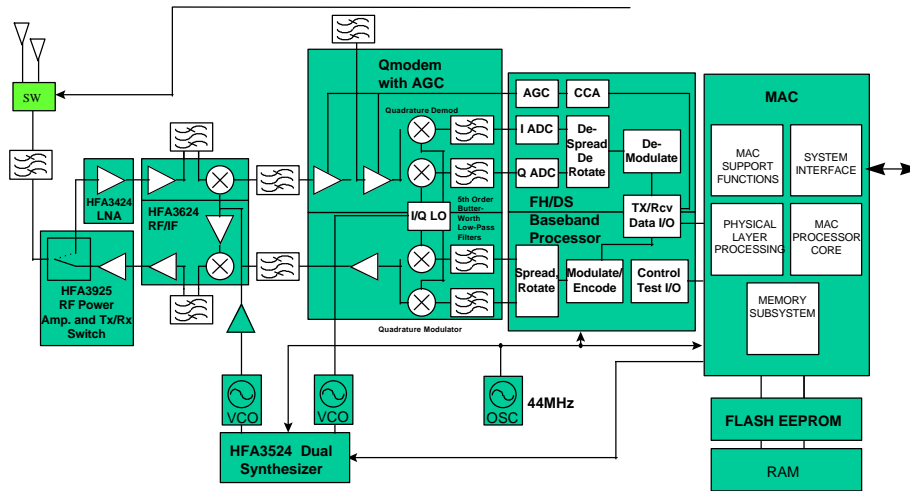 SW
HFA3424
LNA
HFA3624
RF/IF
HFA3925
RF Power
Amp. and Tx/Rx
Switch
Qmodem
with AGC
Quadrature Demod
I/Q LO
5th Order
Butter-
Worth
Low-Pass
Filters
Quadrature Modulator
AGC
CCA
I ADC
Q ADC
De-
Spread
De
Rotate
De-
Modulate
FH/DS
Baseband
Processor
TX/Rcv
Data I/O
Spread,
Rotate
Modulate/
Encode
Control
Test I/O
MAC
MAC
SUPPORT
FUNCTIONS
SYSTEM
INTERFACE
PHYSICAL
LAYER
PROCESSING
MAC
PROCESSOR
CORE
MEMORY
SUBSYSTEM
VCO
VCO
OSC
44MHz
HFA3524 Dual
Synthesizer
FLASH EEPROM
RAM